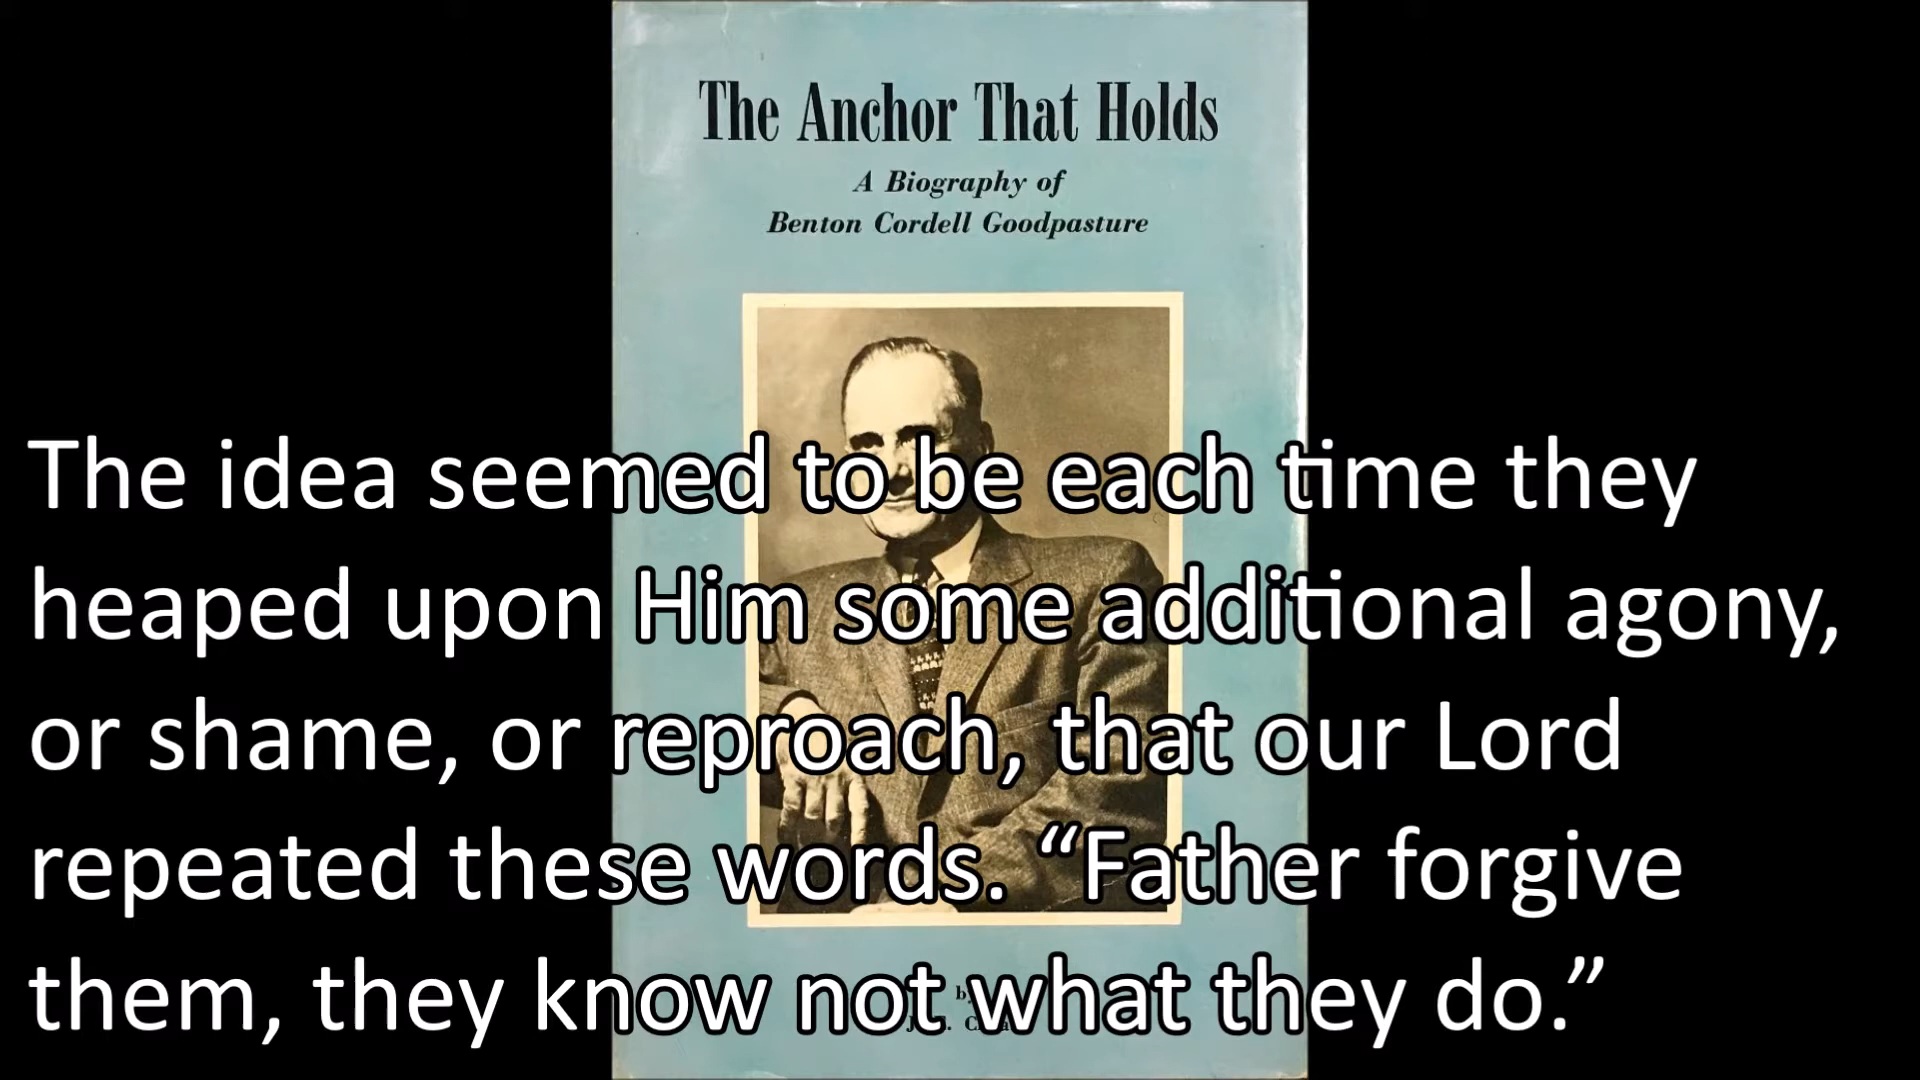 The Anchor That Holds
A Biography of
Benton Cordell Goodpasture
The idea seemed to be each time they
heaped upon Him some additional agony,
or shame, or reproach, that our Lord
repeated these words. “Father forgive
them, they know not what they do.”